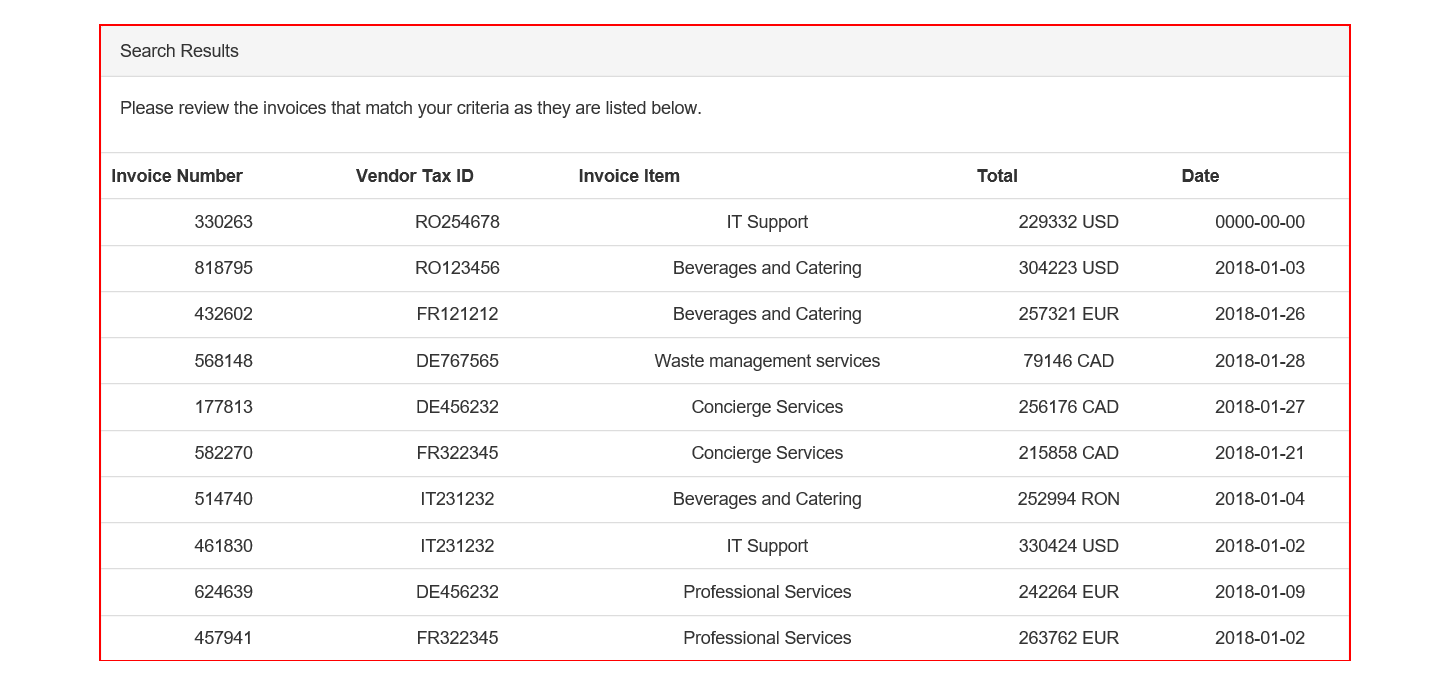 Search Results
Please review the invoices that match your criteria as they are listed below.
Invoice Number Vendor Tax ID Invoice Item Total Date
330263 RO254678 IT Support 229332 USD 0000-00-00
818795 RO123456 Beverages and Catering 304223 USD 2018-01-03
432602 FR121212 Beverages and Catering 257321 EUR 2018-01-26
568148 DE767565 Waste management services 79146 CAD 2018-01-28
177813 DE456232 Concierge Services 256176 CAD 2018-01-27
582270 FR322345 Concierge Services 215858 CAD 2018-01-21
514740 IT231232 Beverages and Catering 252994 RON 2018-01-04
461830 IT231232 IT Support 330424 USD 2018-01-02
624639 DE456232 Professional Services 242264 EUR 2018-01-09
457941 FR322345 Professional Services 263762 EUR 2018-01-02